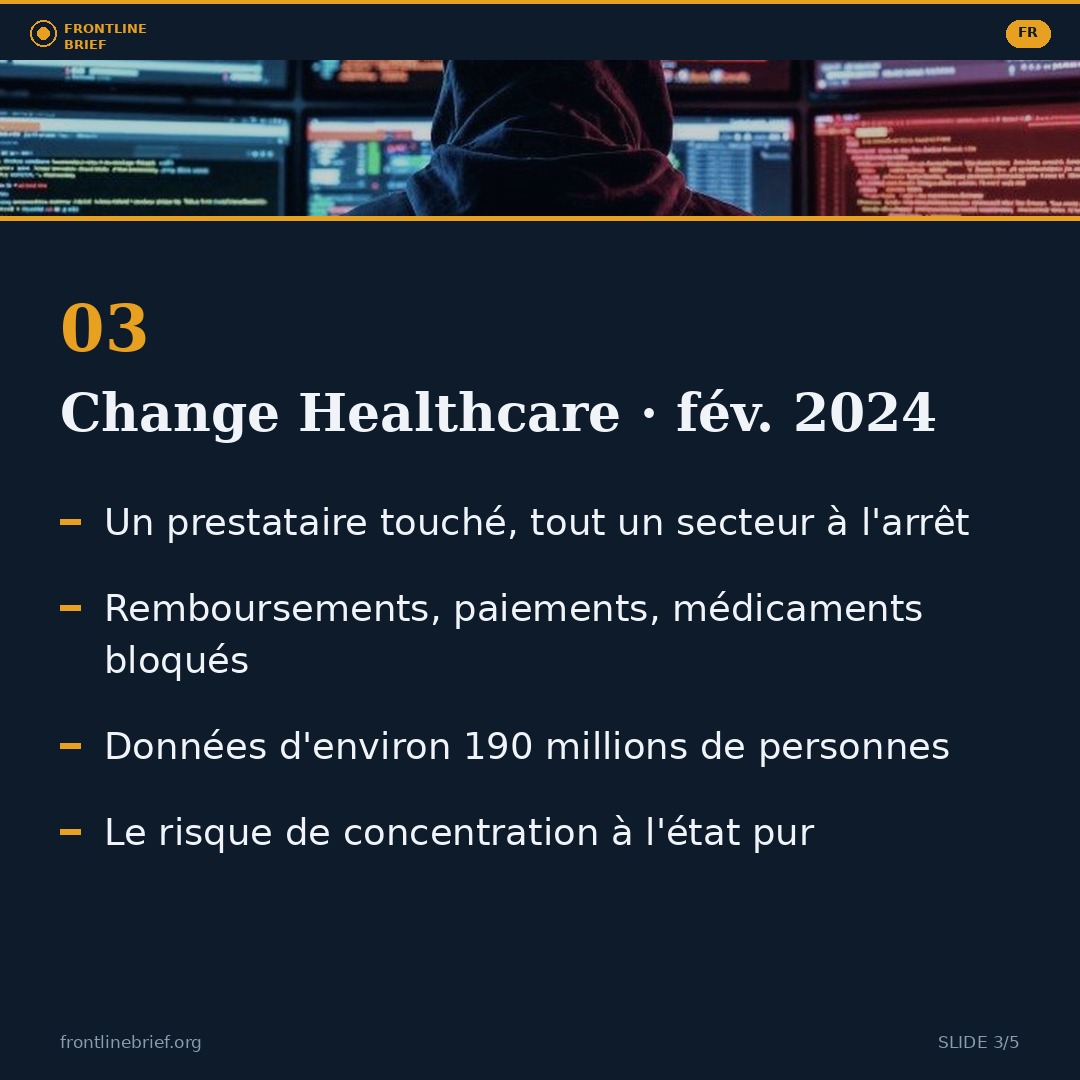 FRONTLINE
BRIEF
FR
03
Change Healthcare · fév. 2024
Un prestataire touché, tout un secteur à l'arrêt
Remboursements, paiements, médicaments
bloqués
Données d'environ 190 millions de personnes
Le risque de concentration à l'état pur
frontlinebrief.org
SLIDE 3/5